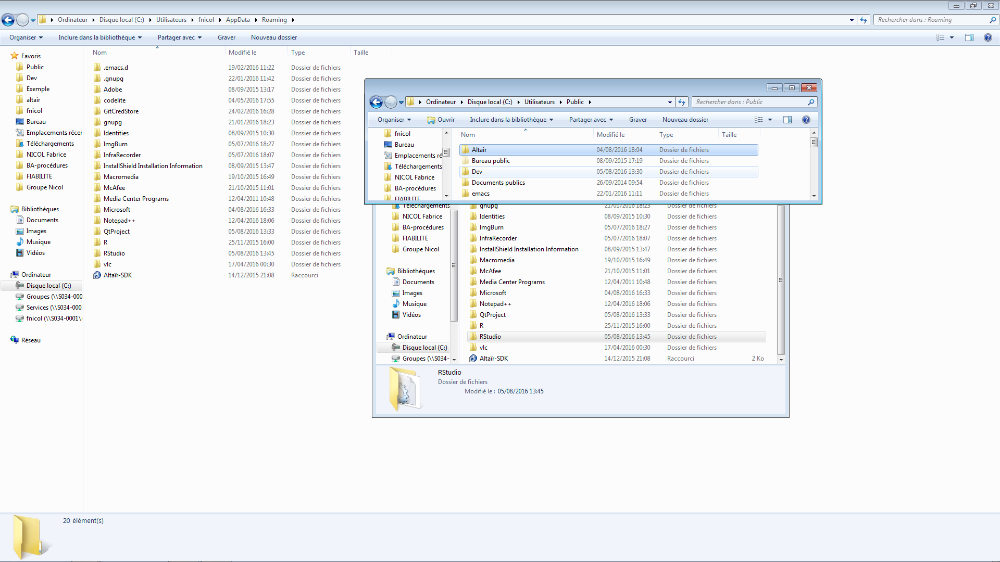 Ordinateur Disque local (C:) Utilisateurs fnicol AppData Roaming
Rechercher dans : Roaming
Organiser Inclure dans la bibliothèque Partager avec Graver Nouveau dossier
Nom Modifié le Type Taille
Favoris
Public
Dev
Exemple
altair
fnicol
Bureau
Emplacements récer
Téléchargements
NICOL Fabrice
BA-procédures
FIABILITE
Groupe Nicol
Bibliothèques
Documents
Images
Musique
Vidéos
Ordinateur
Disque local (C:)
Groupes (\\S034-000
Services (\\S034-000
fnicol (\\S034-0001\
Réseau
.emacs.d 19/02/2016 11:22 Dossier de fichiers
.gnupg 22/01/2016 11:42 Dossier de fichiers
Adobe 08/09/2015 13:17 Dossier de fichiers
codelite 04/05/2016 17:55 Dossier de fichiers
GitCredStore 24/02/2016 16:28 Dossier de fichiers
gnupg 21/01/2016 18:23 Dossier de fichiers
Identities 08/09/2015 10:30 Dossier de fichiers
ImgBurn 05/07/2016 18:27 Dossier de fichiers
InfraRecorder 05/07/2016 18:07 Dossier de fichiers
InstallShield Installation Information 08/09/2015 13:47 Dossier de fichiers
Macromedia 19/10/2015 16:49 Dossier de fichiers
McAfee 21/10/2015 11:01 Dossier de fichiers
Media Center Programs 12/04/2011 10:48 Dossier de fichiers
Microsoft 04/08/2016 16:33 Dossier de fichiers
Notepad++ 12/04/2016 18:06 Dossier de fichiers
QtProject 05/08/2016 13:33 Dossier de fichiers
R 25/11/2015 16:00 Dossier de fichiers
RStudio 05/08/2016 13:45 Dossier de fichiers
vlc 17/04/2016 00:30 Dossier de fichiers
Altaïr-SDK 14/12/2015 21:08 Raccourci
Ordinateur Disque local (C:) Utilisateurs Public
Rechercher dans : Public
Organiser Ouvrir Inclure dans la bibliothèque Partager avec Graver Nouveau dossier
Nom Modifié le Type Taille
fnicol
Bureau
Emplacements ré
Téléchargements
NICOL Fabrice
BA-procédures
FIABILITE
Altair 04/08/2016 18:04 Dossier de fichiers
Bureau public 08/09/2015 17:19 Dossier de fichiers
Dev 05/08/2016 13:30 Dossier de fichiers
Documents publics 26/09/2014 09:54 Dossier de fichiers
emacs 22/01/2016 11:11 Dossier de fichiers
Téléchargements
NICOL Fabrice
BA-procédures
FIABILITE
Groupe Nicol
Bibliothèques
Documents
Images
Musique
Vidéos
Ordinateur
Disque local (C:)
Groupes (\\S034-
gnupg 21/01/2016 18:23 Dossier de fichiers
Identities 08/09/2015 10:30 Dossier de fichiers
ImgBurn 05/07/2016 18:27 Dossier de fichiers
InfraRecorder 05/07/2016 18:07 Dossier de fichiers
InstallShield Installation Information 08/09/2015 13:47 Dossier de fichiers
Macromedia 19/10/2015 16:49 Dossier de fichiers
McAfee 21/10/2015 11:01 Dossier de fichiers
Media Center Programs 12/04/2011 10:48 Dossier de fichiers
Microsoft 04/08/2016 16:33 Dossier de fichiers
Notepad++ 12/04/2016 18:06 Dossier de fichiers
QtProject 05/08/2016 13:33 Dossier de fichiers
R 25/11/2015 16:00 Dossier de fichiers
RStudio 05/08/2016 13:45 Dossier de fichiers
vlc 17/04/2016 00:30 Dossier de fichiers
Altaïr-SDK 14/12/2015 21:08 Raccourci 2 Ko
RStudio
Dossier de fichiers
Modifié le : 05/08/2016 13:45
20 élément(s)